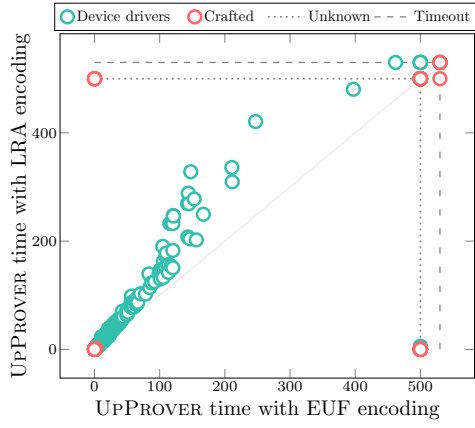 Device drivers Crafted Unknown Timeout
400
200
0
0 100 200 300 400 500
UPPROVER time with EUF encoding
UPPROVER time with LRA encoding